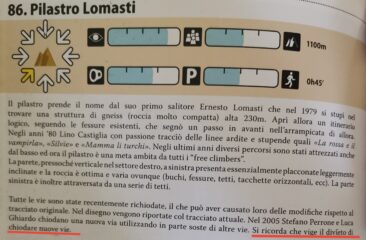 86. Pilastro Lomasti
1100m
P
0h45'
Il pilastro prende il nome dal suo primo salitore Ernesto Lomasti che nel 1979 si stupì nel
trovare una struttura di gneiss (roccia molto compatta) alta 230m. Aprì allora un itinerario
logico, seguendo le fessure esistenti, che segnò un passo in avanti nell'arrampicata di allora.
Negli anni '80 Lino Castiglia con passione tracciò delle linee ardite e stupende quali «La rossa e il
vampirla», «Silvie» e «Mamma li turchi». Negli ultimi anni diversi percorsi sono stati attrezzati anche
dal basso ed ora il pilastro è una meta ambita da tutti i "free climbers".
La parete, pressoché verticale nel settore destro, a sinistra presenta essenzialmente placconate leggermente
inclinate e la roccia è ottima e varia ovunque (buchi, fessure, tetti, tacchette orizzontali, ecc). La parte
sinistra è inoltre attraversata da una serie di tetti.
Tutte le vie sono state recentemente richiodate, il che può aver causato loro delle modifiche rispetto al
tracciato originale. Nel disegno vengono riportate col tracciato attuale. Nel 2005 Stefano Perrone e Luca
Ghiardo chiodano una nuova via utilizzando in parte soste di altre vie. Si ricorda che vige il divieto di
chiodare nuove vie.